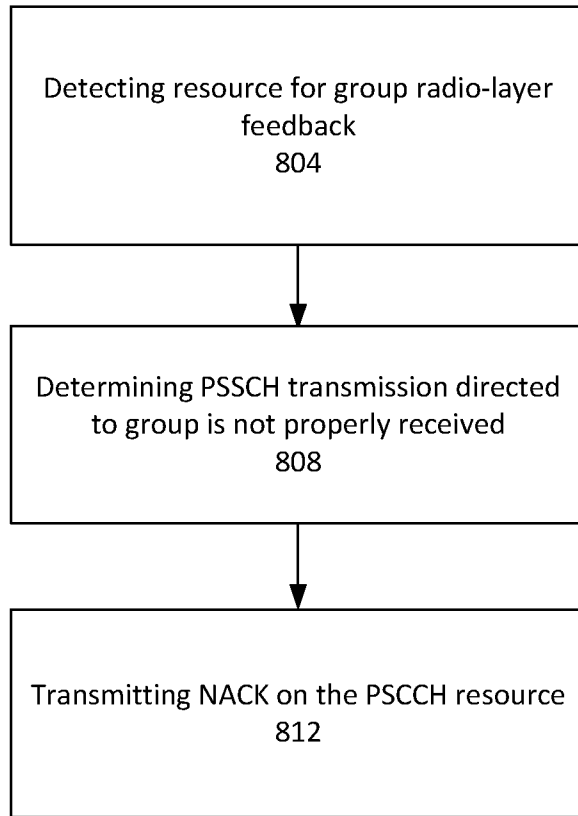 Detecting resource for group radio-layer
feedback
804
Determining PSSCH transmission directed
to group is not properly received
808
Transmitting NACK on the PSCCH resource
812